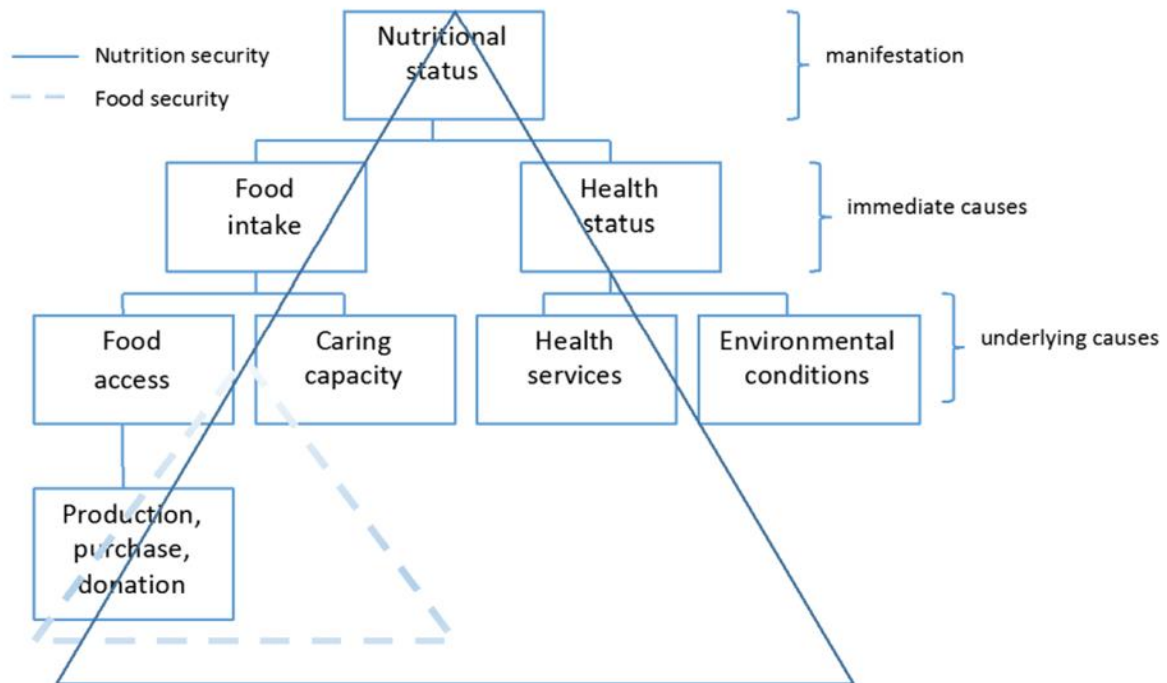 Nutritional
status
manifestation
Nutrition security
Food security
Food
intake
Health
status
immediate causes
Food
access
Caring
capacity
Health
services
Environmental
conditions
underlying causes
Production,
purchase,
donation